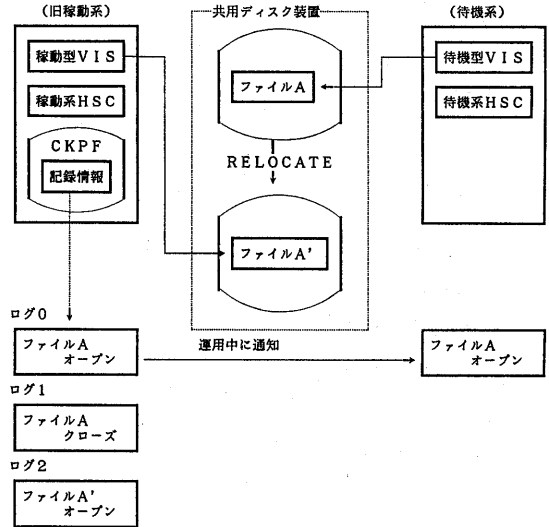 （旧稼動系）
共用ディスク装置
（待機系）
稼動型VIS
稼動系HSC
CKPF
記録情報
ファイルA
RELOCATE
ファイルA'
待機型VIS
待機系HSC
ログ0
ファイルA
オープン
運用中に通知
ファイルA
オープン
ログ1
ファイルA
クローズ
ログ2
ファイルA'
オープン